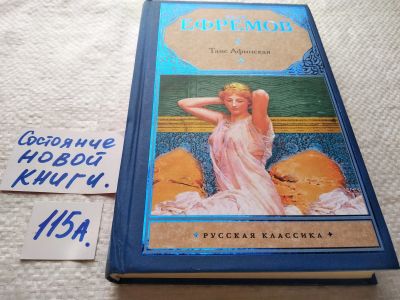 ЕФРЕМОВ
Таис Афинская
РУССКАЯ КЛАССИКА
Состояние
НОВОЙ
КНИГИ.
115А.